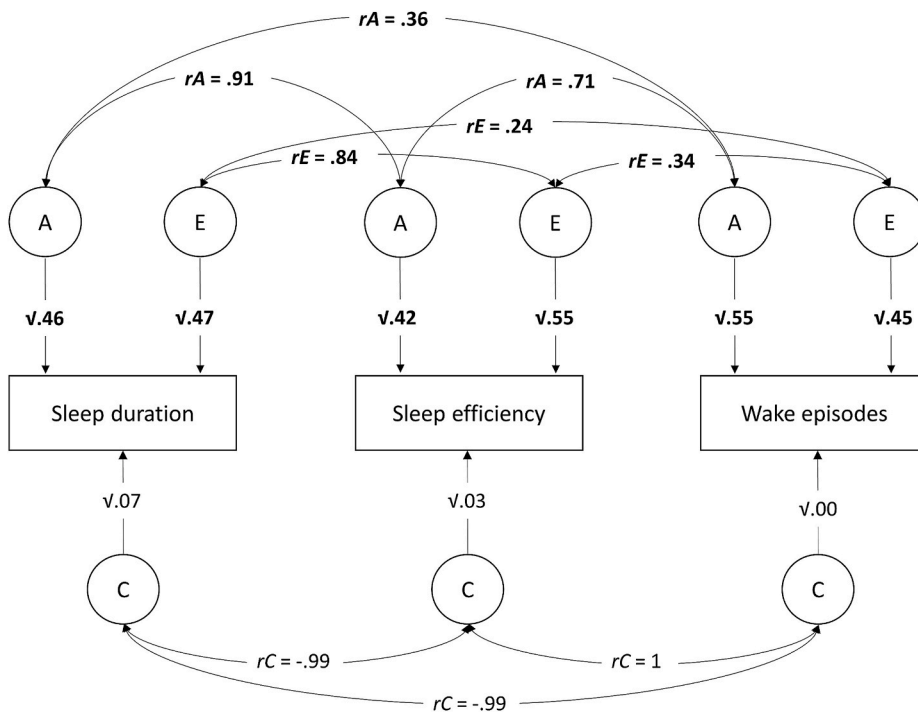 rA = .36
rA = .91
rA = .71
rE = .24
rE = .84
rE = .34
A
E
A
E
A
E
√.46
√.47
√.42
√.55
√.55
√.45
Sleep duration
Sleep efficiency
Wake episodes
√.07
√.03
√.00
C
C
C
rC = -.99
rC = 1
rC = -.99